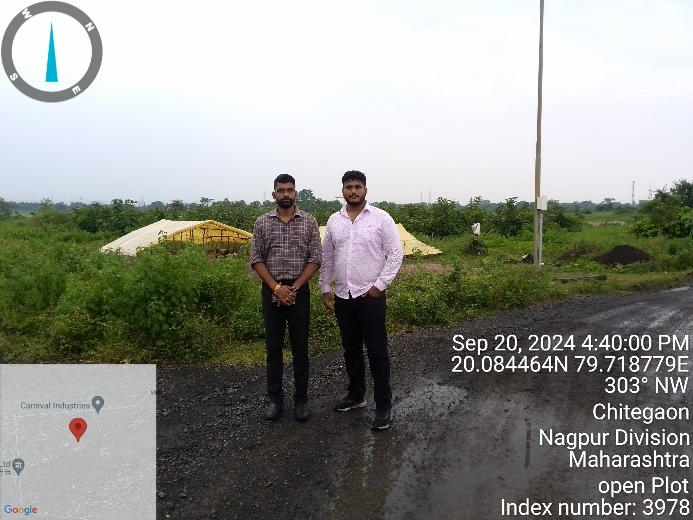 N
W
S
E
Sep 20, 2024 4:40:00 PM
20.084464N 79.718779E
303° NW
Chitegaon
Nagpur Division
Maharashtra
open Plot
Index number: 3978
Carnival Industries
Ltd
Google